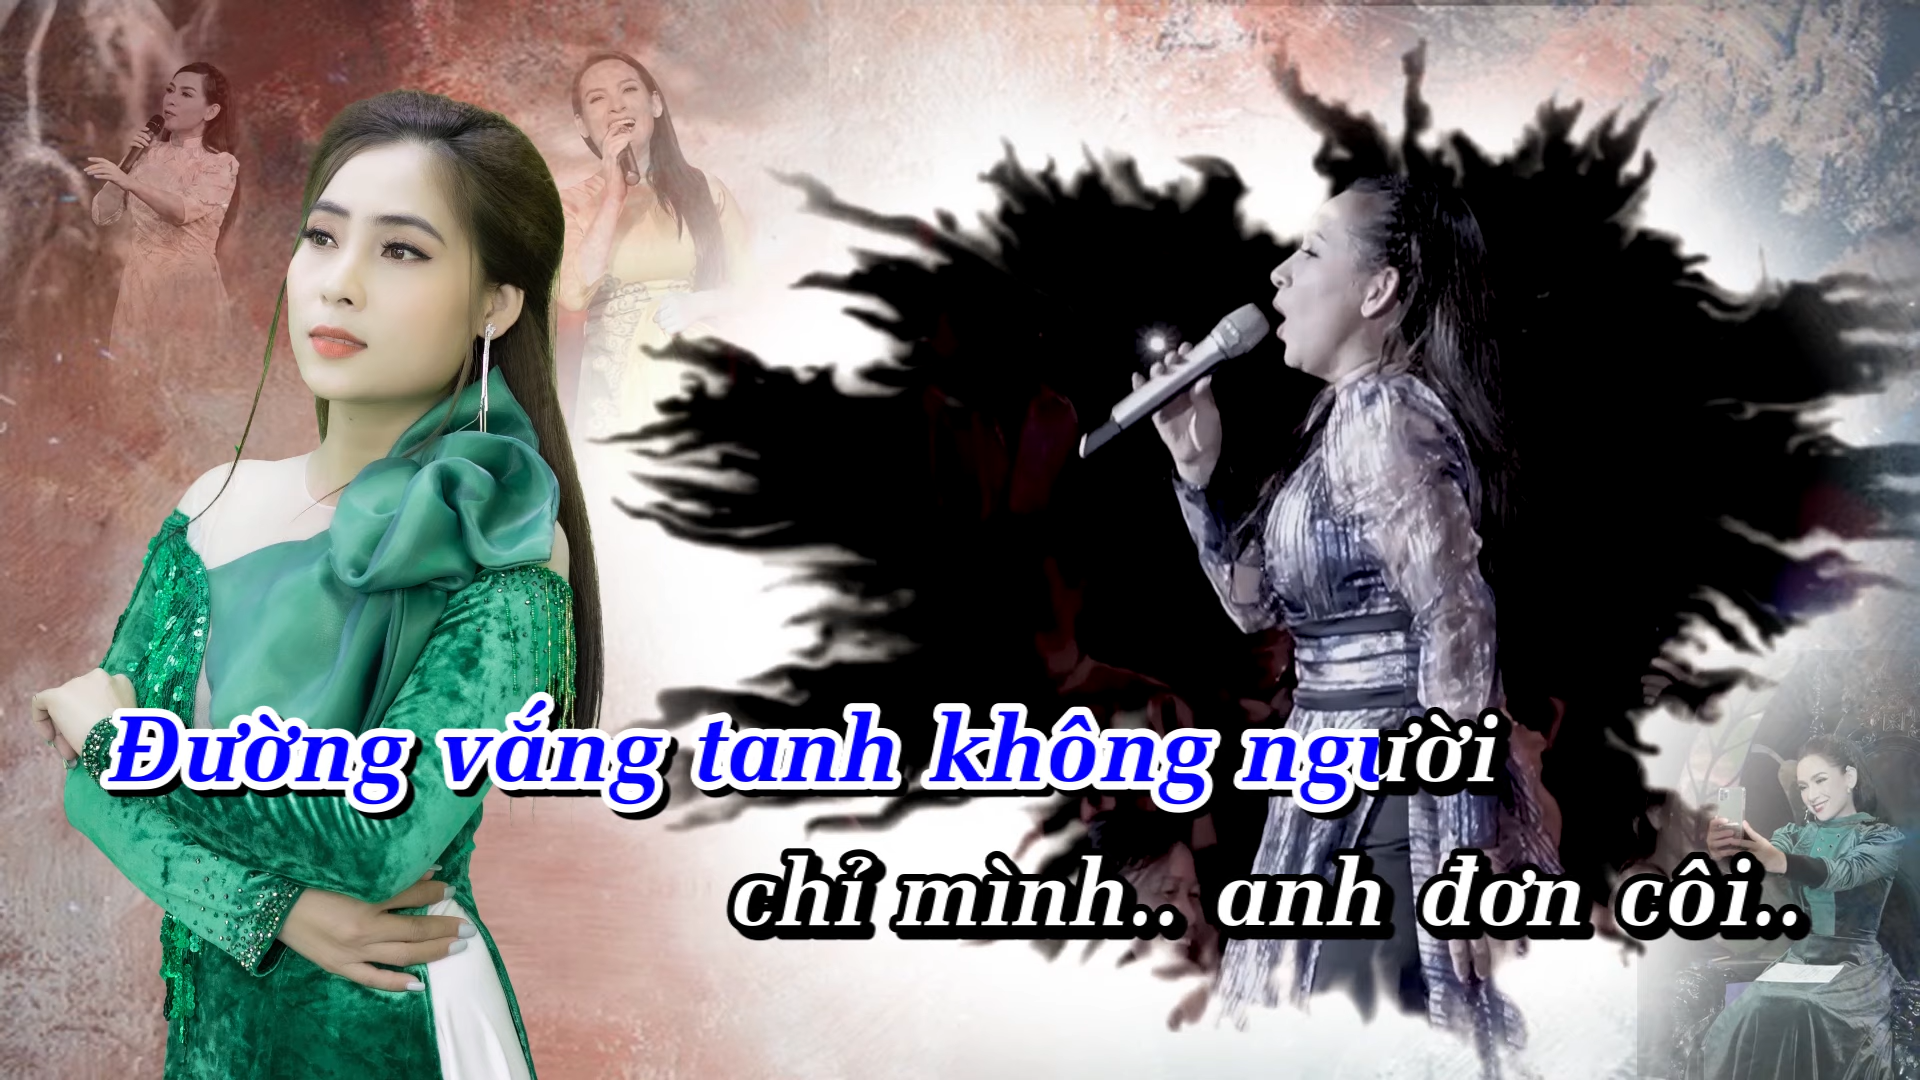 Đường vắng tanh không người
chỉ mình.. anh đơn côi..